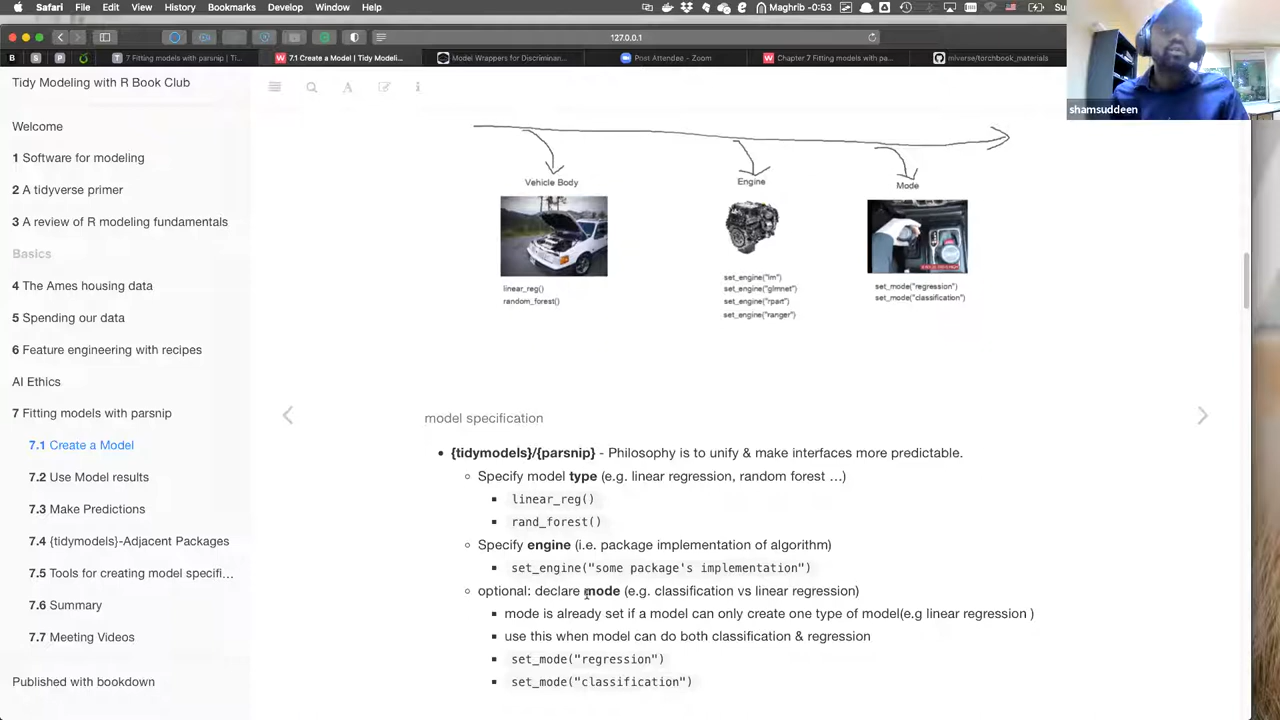 Safari File Edit View History Bookmarks Develop Window Help
Maghrib -0:53
127.0.0.1
7 Fitting models with parsnip | Ti...
7.1 Create a Model | Tidy Modeli...
Model Wrappers for Discriminan...
Post Attendee - Zoom
Chapter 7 Fitting models with pa...
mlverse/torchbook_materials
shamsuddeen
Tidy Modeling with R Book Club
Welcome
1 Software for modeling
2 A tidyverse primer
3 A review of R modeling fundamentals
Basics
4 The Ames housing data
5 Spending our data
6 Feature engineering with recipes
AI Ethics
7 Fitting models with parsnip
7.1 Create a Model
7.2 Use Model results
7.3 Make Predictions
7.4 {tidymodels}-Adjacent Packages
7.5 Tools for creating model specifi...
7.6 Summary
7.7 Meeting Videos
Published with bookdown
Vehicle Body
Engine
Mode
linear_reg()
random_forest()
set_engine("lm")
set_engine("glmnet")
set_engine("rpart")
set_engine("ranger")
set_mode("regression")
set_mode("classification")
model specification
{tidymodels}/{parsnip} - Philosophy is to unify & make interfaces more predictable.
Specify model type (e.g. linear regression, random forest …)
linear_reg()
rand_forest()
Specify engine (i.e. package implementation of algorithm)
set_engine("some package's implementation")
optional: declare mode (e.g. classification vs linear regression)
mode is already set if a model can only create one type of model(e.g linear regression )
use this when model can do both classification & regression
set_mode("regression")
set_mode("classification")